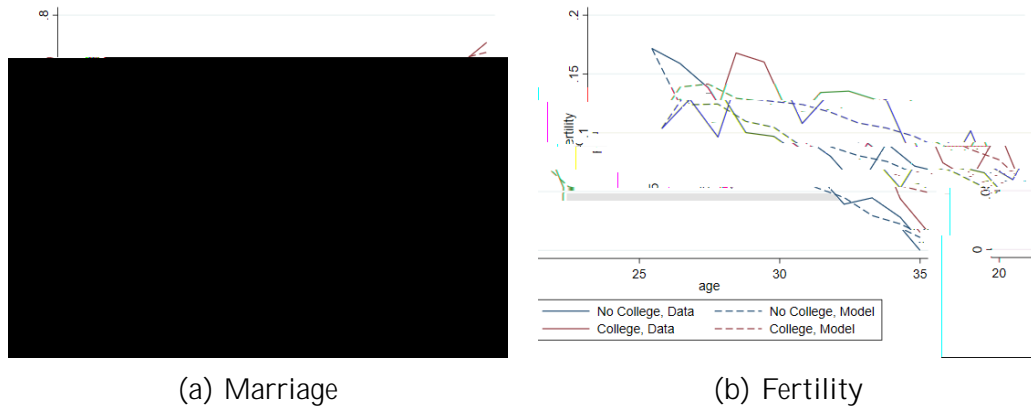 .8
.2
.15
.1
0
25
30
35
20
age
No College, Data
No College, Model
College, Data
College, Model
(a) Marriage
(b) Fertility